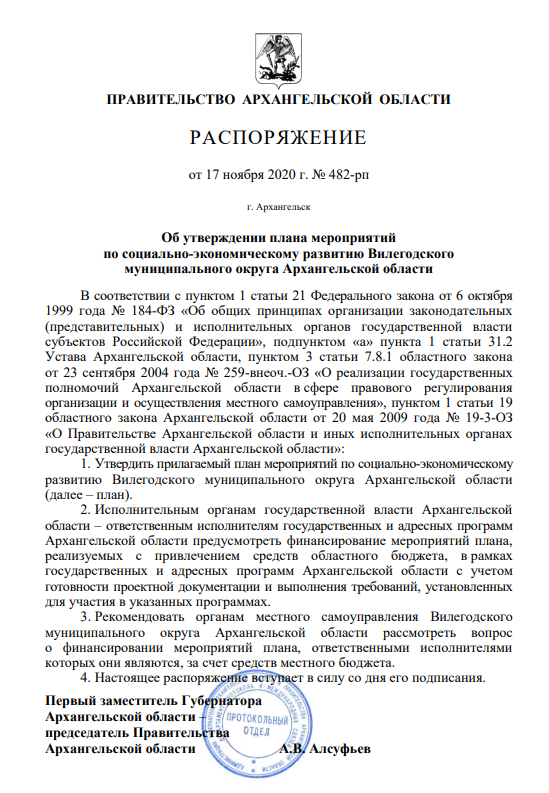 ПРАВИТЕЛЬСТВО АРХАНГЕЛЬСКОЙ ОБЛАСТИ
РАСПОРЯЖЕНИЕ
от 17 ноября 2020 г. № 482-рп
г. Архангельск
Об утверждении плана мероприятий
по социально-экономическому развитию Вилегодского
муниципального округа Архангельской области
В соответствии с пунктом 1 статьи 21 Федерального закона от 6 октября
1999 года № 184-ФЗ «Об общих принципах организации законодательных
(представительных) и исполнительных органов государственной власти
субъектов Российской Федерации», подпунктом «а» пункта 1 статьи 31.2
Устава Архангельской области, пунктом 3 статьи 7.8.1 областного закона
от 23 сентября 2004 года № 259-внеоч.-ОЗ «О реализации государственных
полномочий Архангельской области в сфере правового регулирования
организации и осуществления местного самоуправления», пунктом 1 статьи 19
областного закона Архангельской области от 20 мая 2009 года № 19-3-ОЗ
«О Правительстве Архангельской области и иных исполнительных органах
государственной власти Архангельской области»:
1. Утвердить прилагаемый план мероприятий по социально-экономическому
развитию Вилегодского муниципального округа Архангельской области
(далее – план).
2. Исполнительным органам государственной власти Архангельской
области – ответственным исполнителям государственных и адресных программ
Архангельской области предусмотреть финансирование мероприятий плана,
реализуемых с привлечением средств областного бюджета, в рамках
государственных и адресных программ Архангельской области с учетом
готовности проектной документации и выполнения требований, установленных
для участия в указанных программах.
3. Рекомендовать органам местного самоуправления Вилегодского
муниципального округа Архангельской области рассмотреть вопрос
о финансировании мероприятий плана, ответственными исполнителями
которых они являются, за счет средств местного бюджета.
4. Настоящее распоряжение вступает в силу со дня его подписания.
Первый заместитель Губернатора
Архангельской области –
председатель Правительства
Архангельской области А.В. Алсуфьев
ПРОТОКОЛЬНЫЙ
ОТДЕЛ